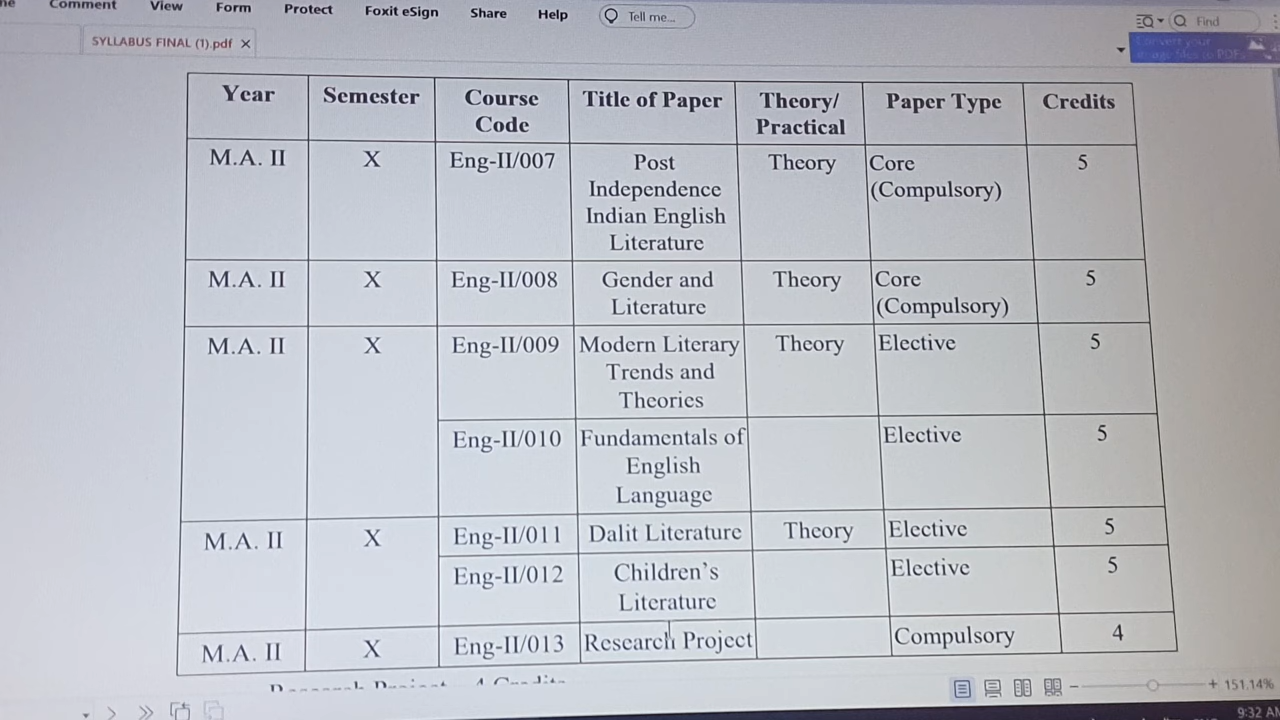 Comment View Form Protect Foxit eSign Share Help Tell me... Find
SYLLABUS FINAL (1).pdf ×
Year Semester Course Code Title of Paper Theory/ Practical Paper Type Credits
M.A. II X Eng-II/007 Post Independence Indian English Literature Theory Core (Compulsory) 5
M.A. II X Eng-II/008 Gender and Literature Theory Core (Compulsory) 5
M.A. II X Eng-II/009 Modern Literary Trends and Theories Theory Elective 5
Eng-II/010 Fundamentals of English Language Elective 5
M.A. II X Eng-II/011 Dalit Literature Theory Elective 5
Eng-II/012 Children's Literature Elective 5
M.A. II X Eng-II/013 Research Project Compulsory 4
151.14%
9:32 AM